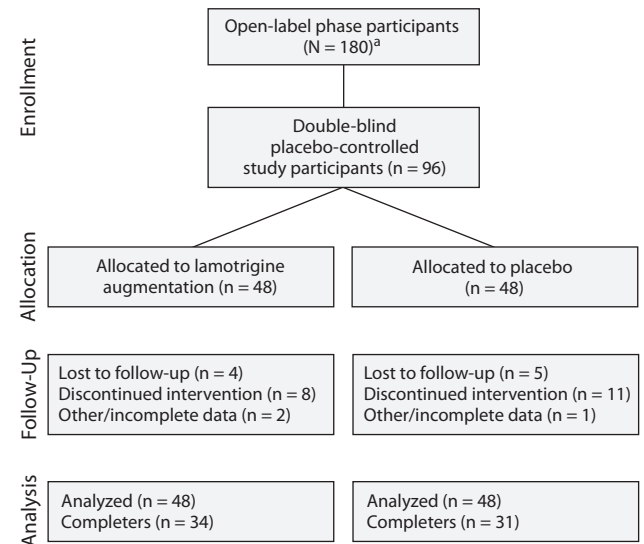 Enrollment
Open-label phase participants
(N = 180)ᵃ
Double-blind
placebo-controlled
study participants (n = 96)
Allocation
Allocated to lamotrigine
augmentation (n = 48)
Allocated to placebo
(n = 48)
Follow-Up
Lost to follow-up (n = 4)
Discontinued intervention (n = 8)
Other/incomplete data (n = 2)
Lost to follow-up (n = 5)
Discontinued intervention (n = 11)
Other/incomplete data (n = 1)
Analysis
Analyzed (n = 48)
Completers (n = 34)
Analyzed (n = 48)
Completers (n = 31)